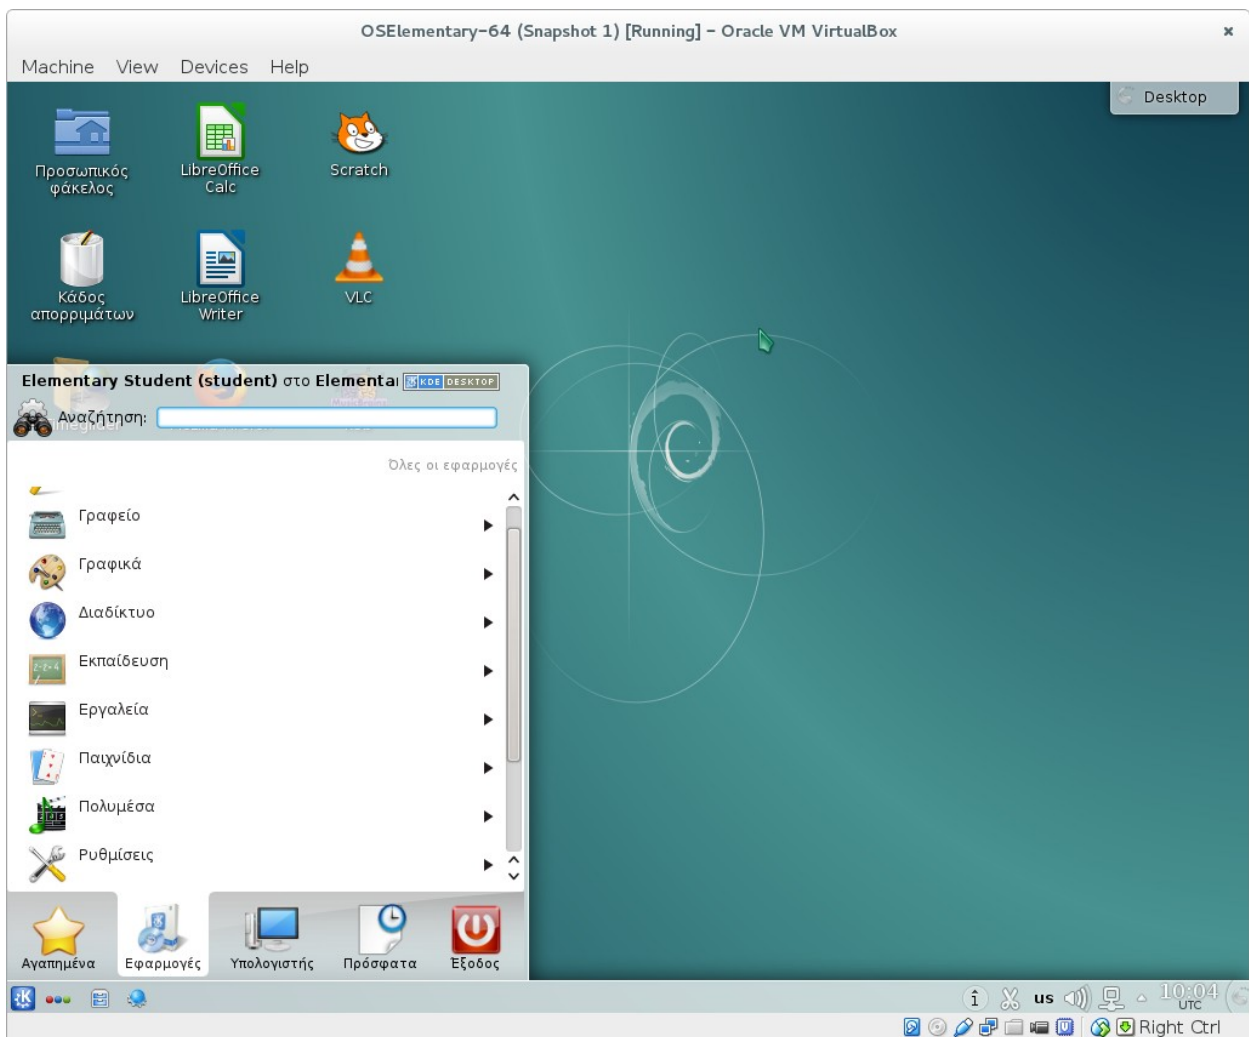 OSElementary-64 (Snapshot 1) [Running] - Oracle VM VirtualBox
Machine View Devices Help
Desktop
Προσωπικός
φάκελος
LibreOffice
Calc
Scratch
Κάδος
απορριμάτων
LibreOffice
Writer
VLC
Elementary Student (student) στο Elementar
KDE DESKTOP
Αναζήτηση:
Όλες οι εφαρμογές
Γραφείο
Γραφικά
Διαδίκτυο
Εκπαίδευση
Εργαλεία
Παιχνίδια
Πολυμέσα
Ρυθμίσεις
Αγαπημένα Εφαρμογές Υπολογιστής Πρόσφατα Έξοδος
us
10:04
UTC
Right Ctrl